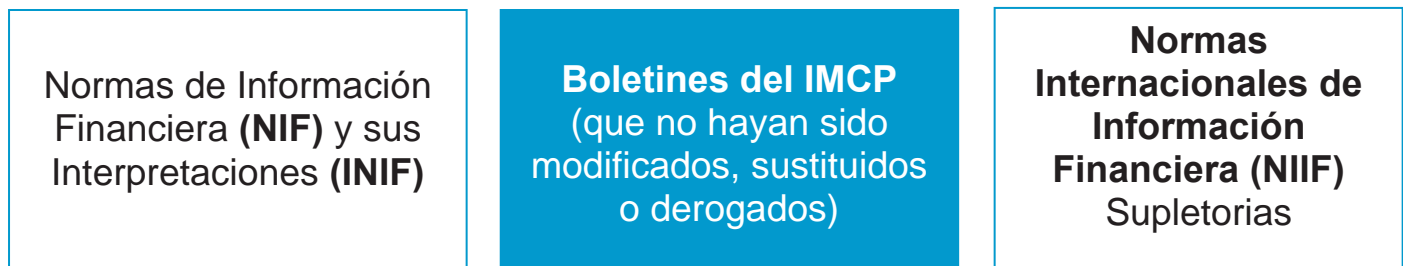 Normas de Información
Financiera (NIF) y sus
Interpretaciones (INIF)
Boletines del IMCP
(que no hayan sido
modificados, sustituidos
o derogados)
Normas
Internacionales de
Información
Financiera (NIIF)
Supletorias